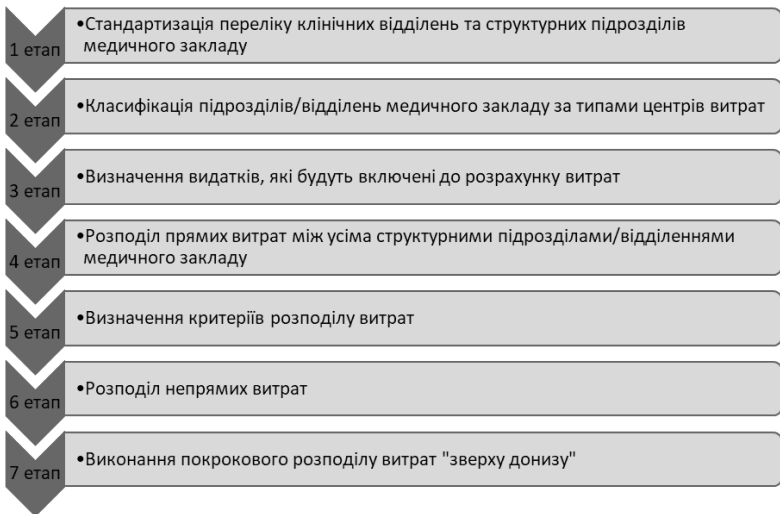 1 етап
•Стандартизація переліку клінічних відділень та структурних підрозділів
медичного закладу
2 етап
•Класифікація підрозділів/відділень медичного закладу за типами центрів витрат
3 етап
•Визначення видатків, які будуть включені до розрахунку витрат
4 етап
•Розподіл прямих витрат між усіма структурними підрозділами/відділеннями
медичного закладу
5 етап
•Визначення критеріїв розподілу витрат
6 етап
•Розподіл непрямих витрат
7 етап
•Виконання покрокового розподілу витрат "зверху донизу"